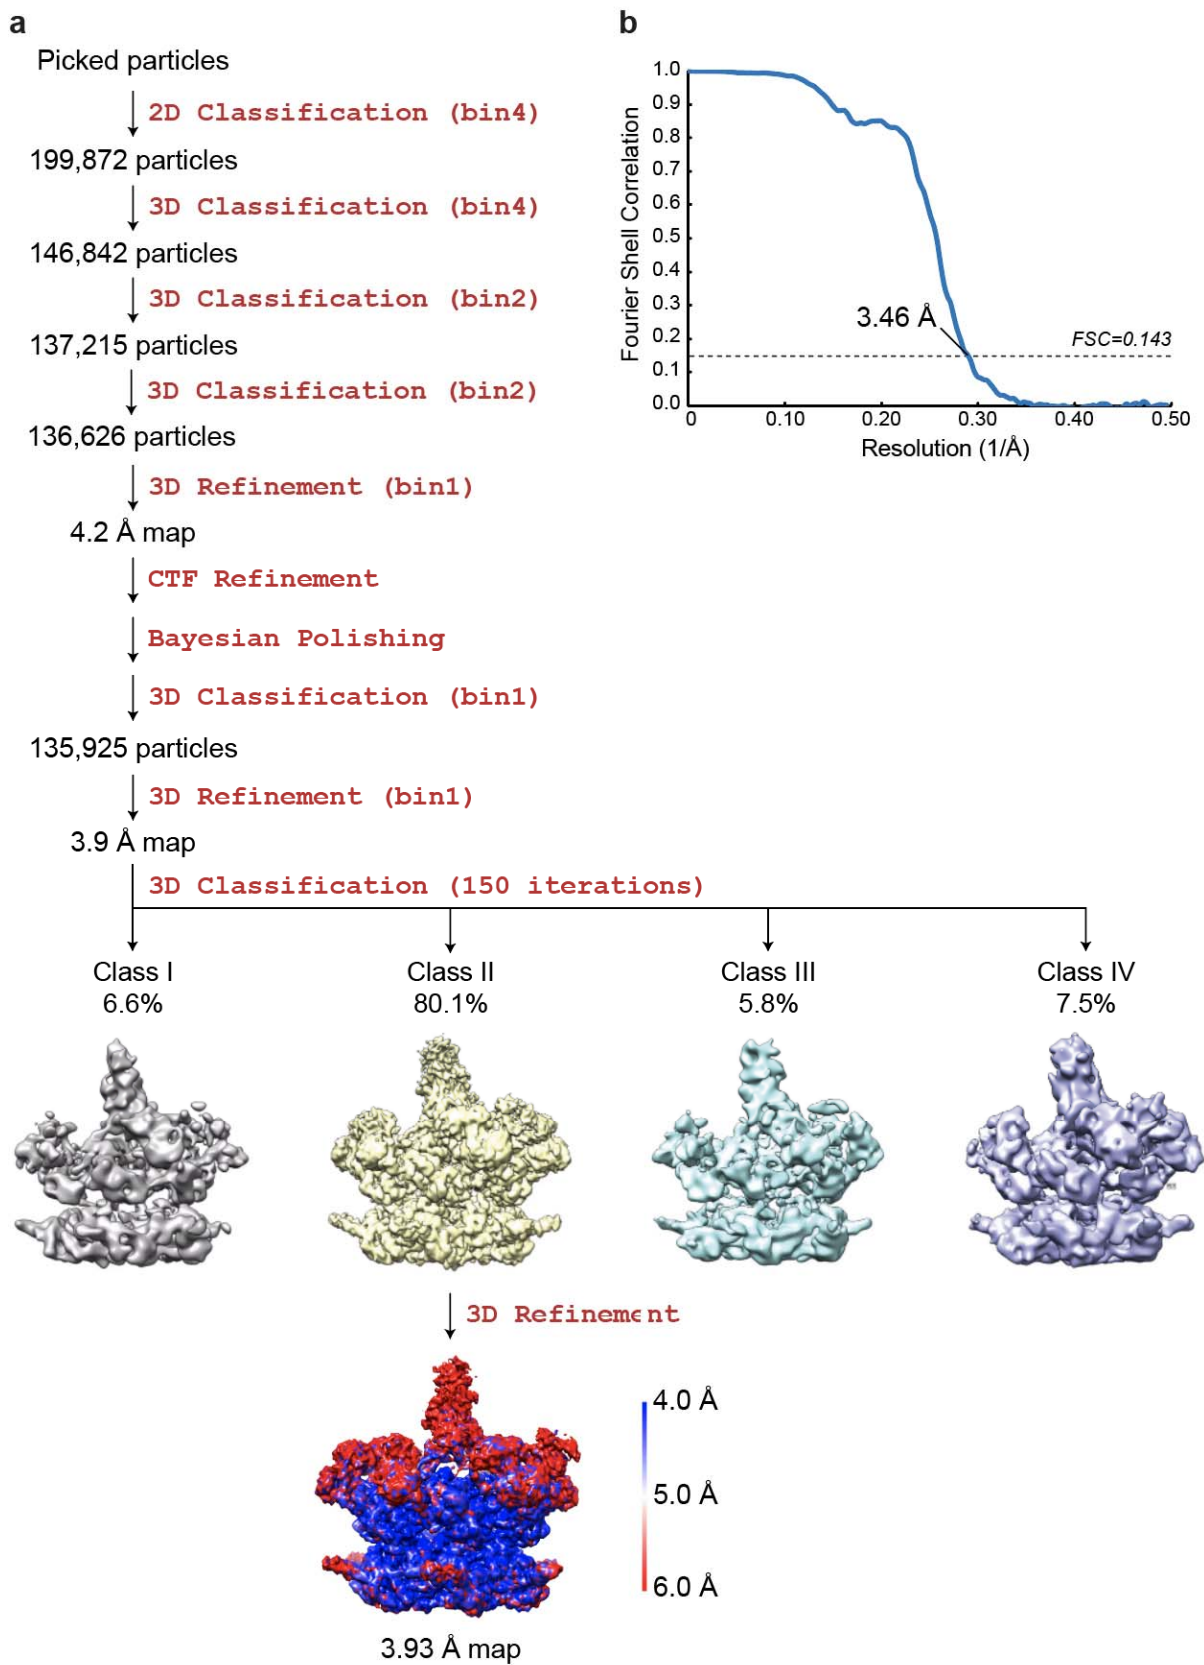 a
Picked particles
2D Classification (bin4)
199,872 particles
3D Classification (bin4)
146,842 particles
3D Classification (bin2)
137,215 particles
3D Classification (bin2)
136,626 particles
3D Refinement (bin1)
4.2 Å map
CTF Refinement
Bayesian Polishing
3D Classification (bin1)
135,925 particles
3D Refinement (bin1)
3.9 Å map
3D Classification (150 iterations)
Class I
6.6%
Class II
80.1%
Class III
5.8%
Class IV
7.5%
3D Refinement
4.0 Å
5.0 Å
6.0 Å
3.93 Å map
b
Fourier Shell Correlation
1.0
0.9
0.8
0.7
0.6
0.5
0.4
0.3
0.2
0.1
0.0
3.46 Å
FSC=0.143
0 0.10 0.20 0.30 0.40 0.50
Resolution (1/Å)